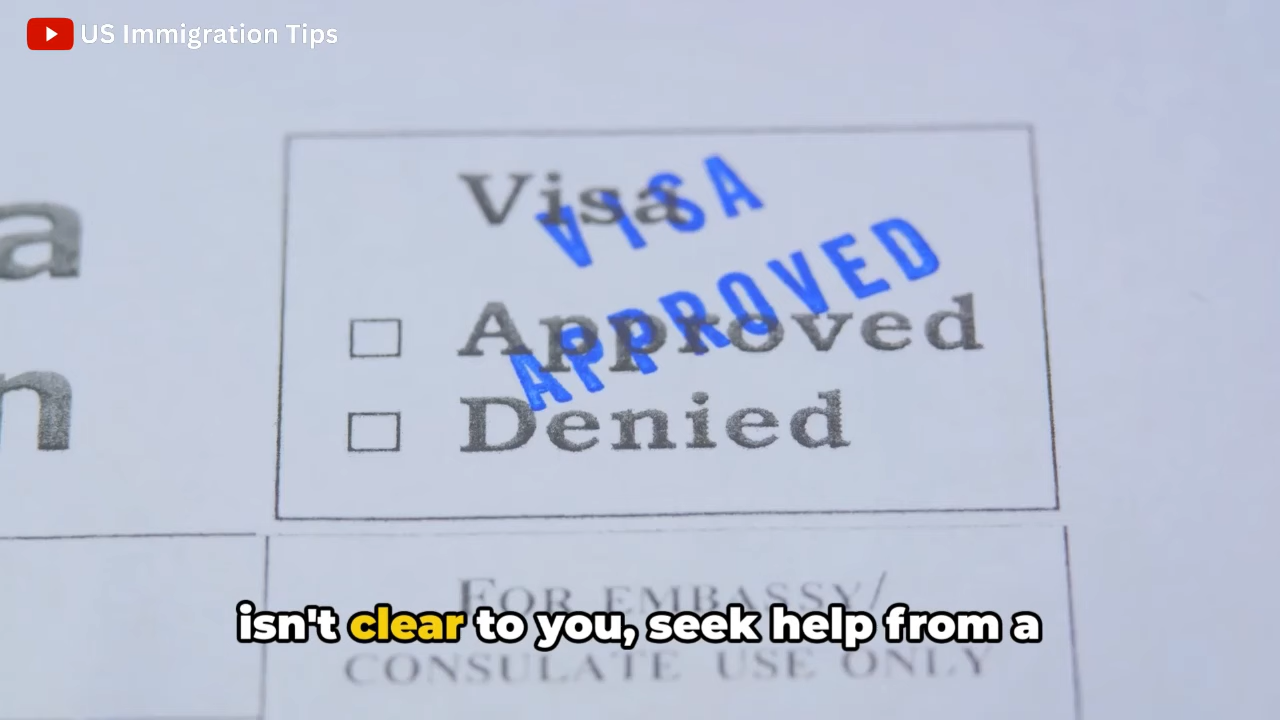 US Immigration Tips
a
n
Visa
VISA
APPROVED
Approved
Denied
FOR EMBASSY/
isn't clear to you, seek help from a
CONSULATE USE ONLY